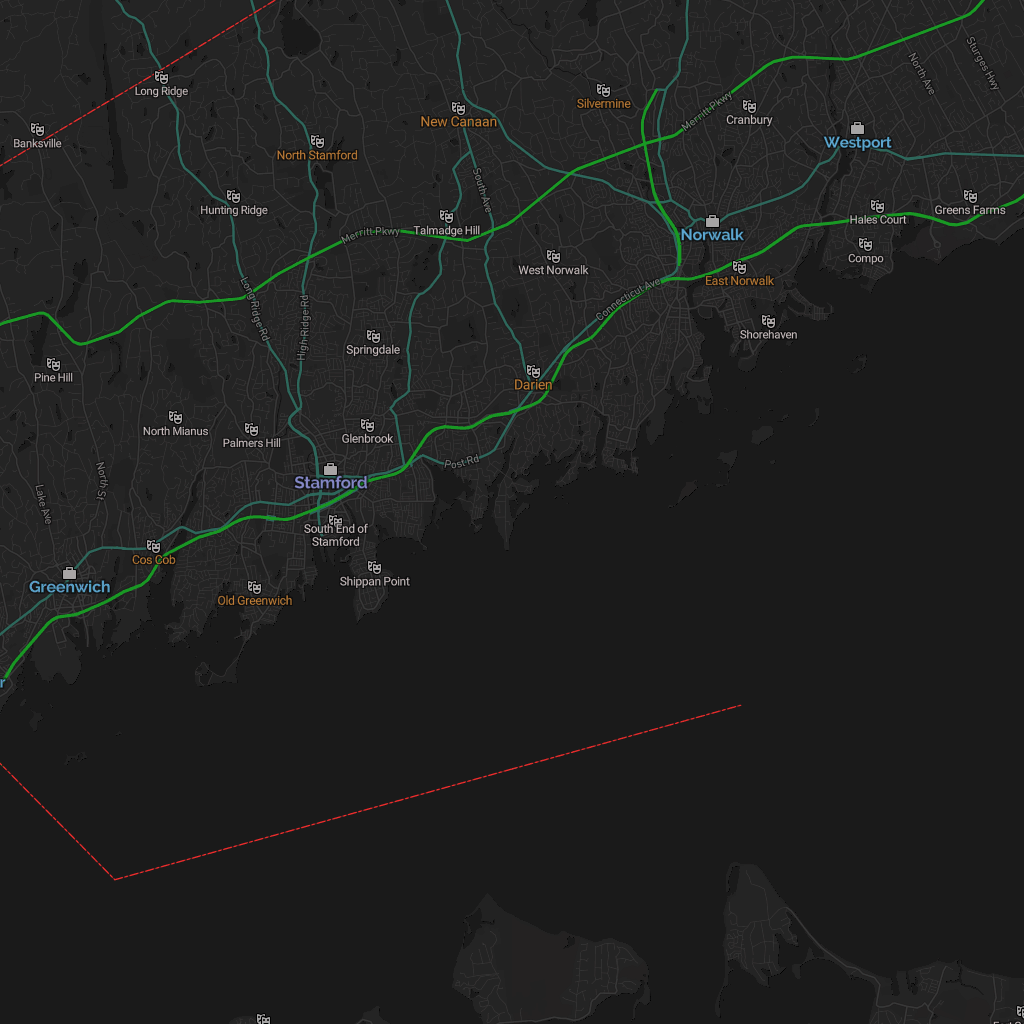 Sturges Hwy
North Ave
Long Ridge
Silvermine
Merritt Pkwy
Cranbury
New Canaan
Banksville
Westport
North Stamford
South Ave
Hunting Ridge
Greens Farms
Hales Court
Talmadge Hill
Merritt Pkwy
Norwalk
Compo
West Norwalk
East Norwalk
Connecticut Ave
Long Ridge Rd
High Ridge Rd
Shorehaven
Springdale
Pine Hill
Darien
North Mianus
Palmers Hill
Glenbrook
Post Rd
North St
Lake Ave
Stamford
South End of
Stamford
Cos Cob
Greenwich
Shippan Point
Old Greenwich